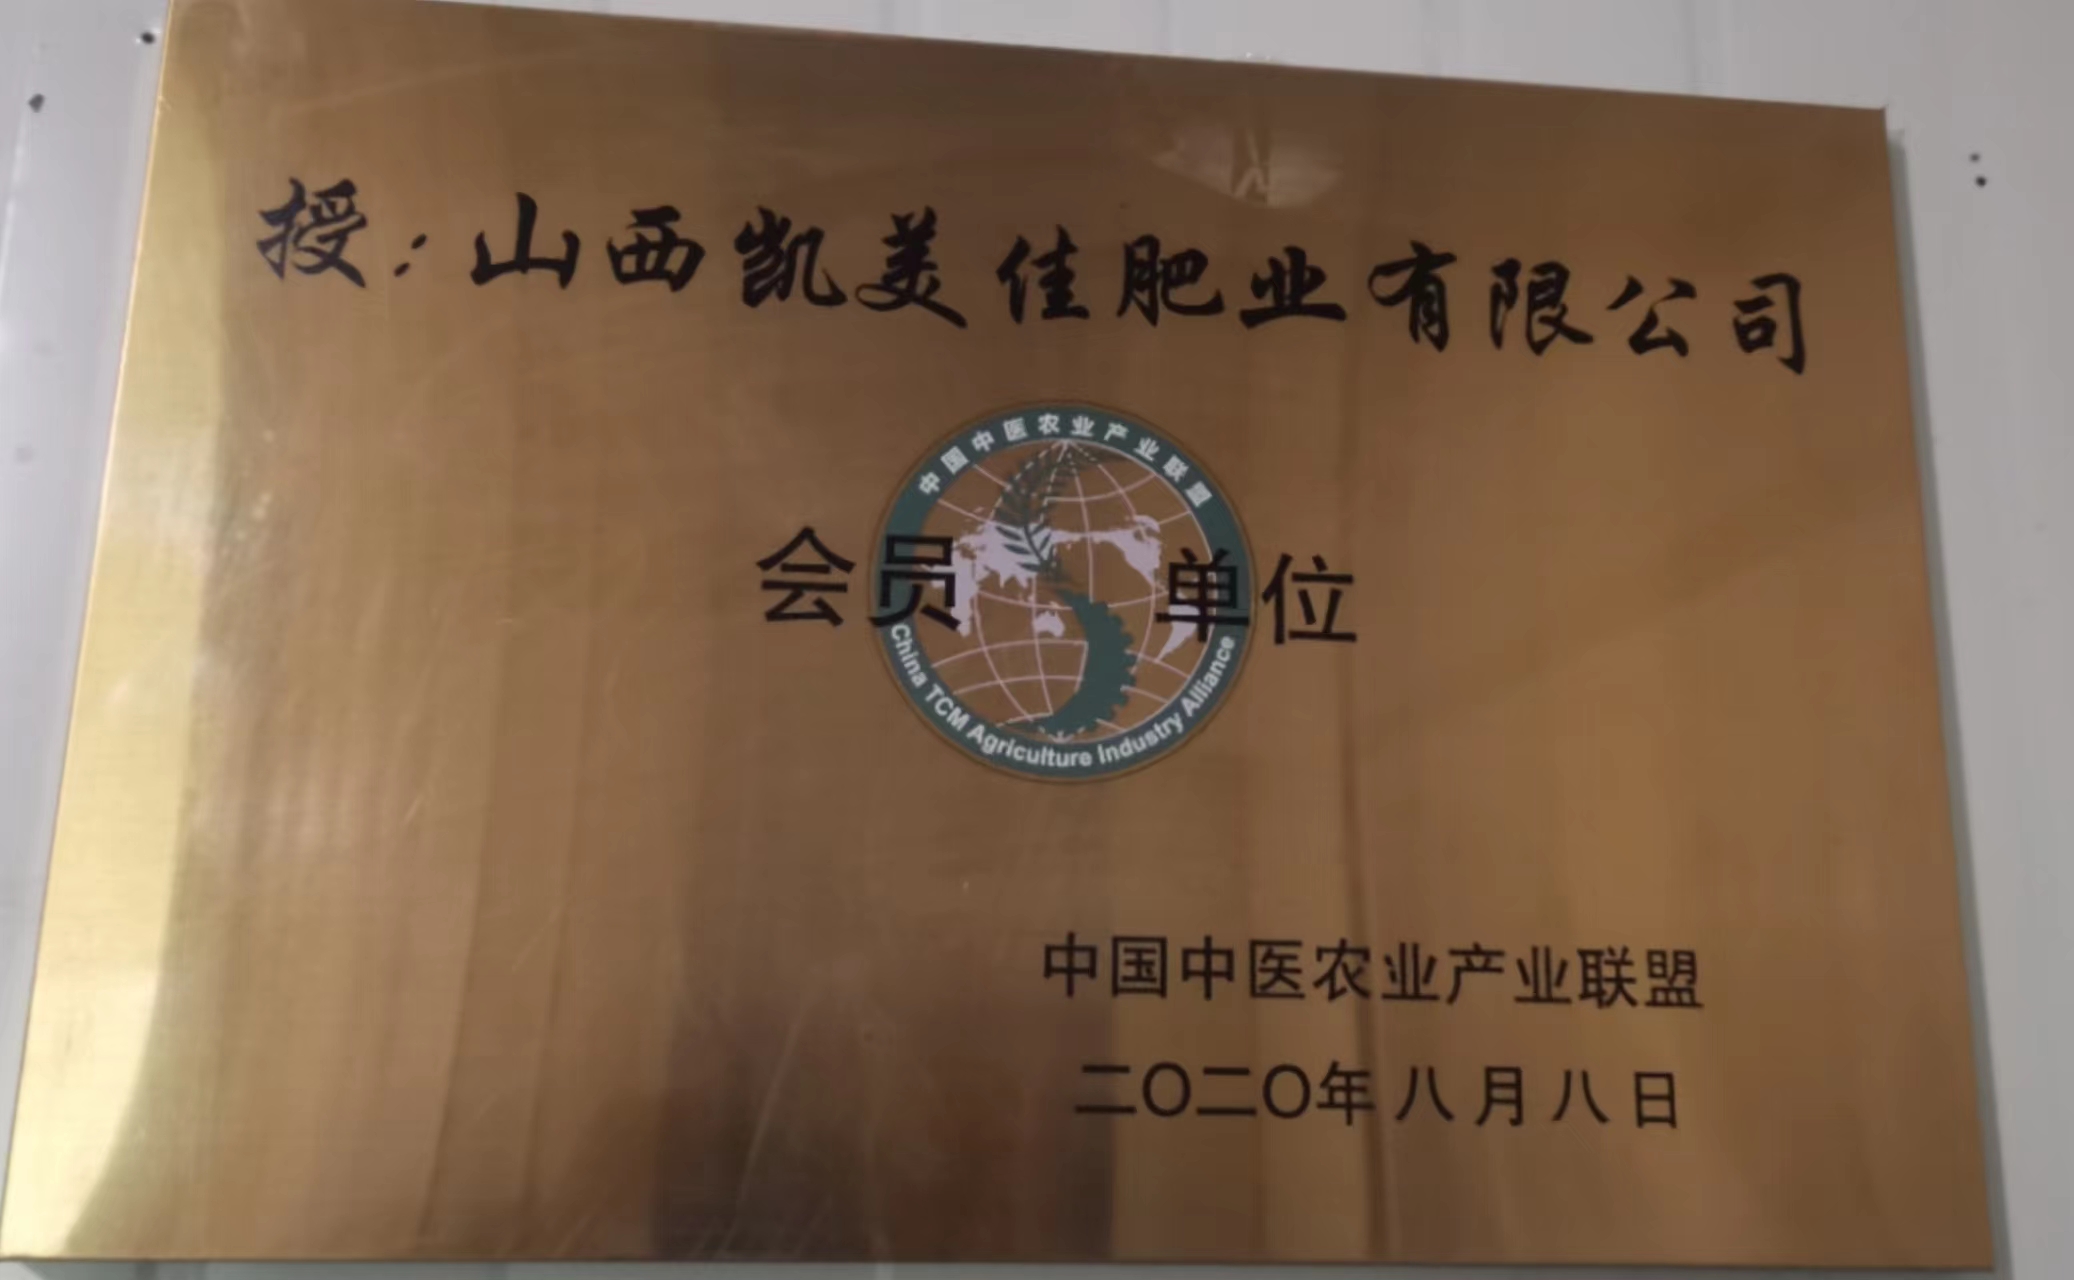 授：山西凯美佳肥业有限公司
中国中医农业产业联盟
会员 单位
China TCM Agriculture Industry Alliance
中国中医农业产业联盟
二〇二〇年八月八日